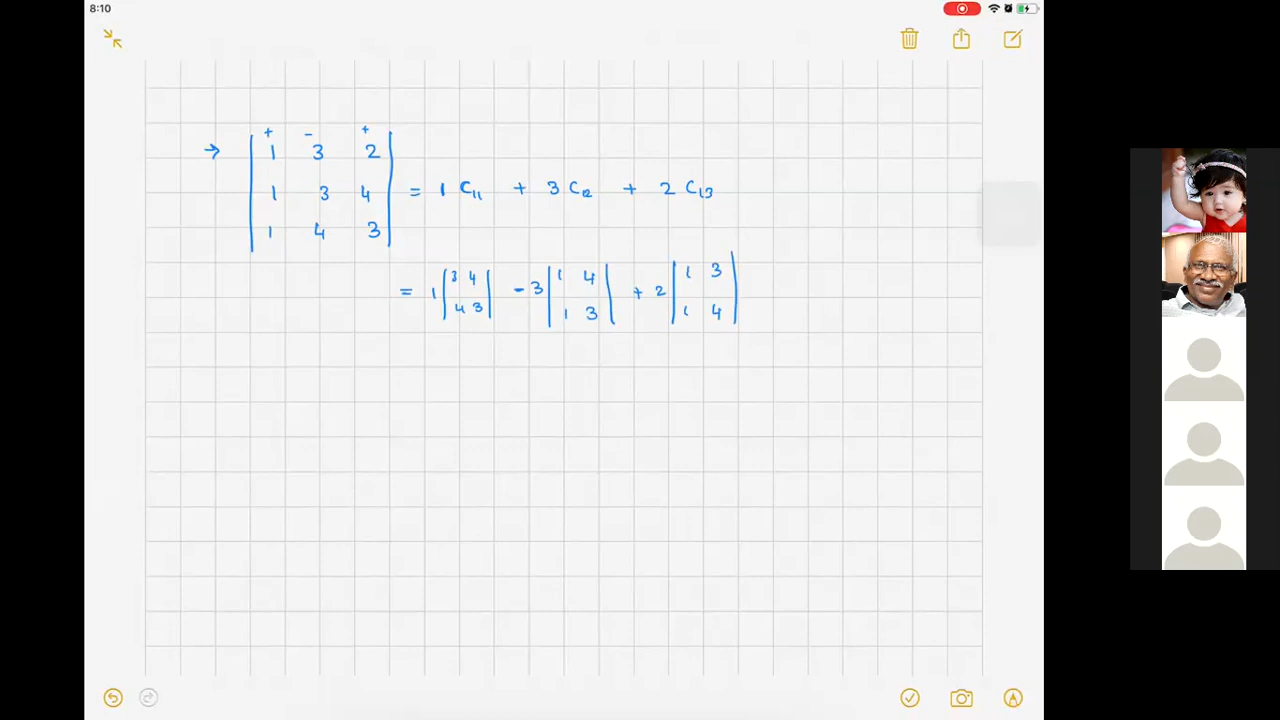 8:10
+ - +
→ | 1 3 2 |
| 1 3 4 | = 1 C₁₁ + 3 C₁₂ + 2 C₁₃
| 1 4 3 |
= 1 | 3 4 | - 3 | 1 4 | + 2 | 1 3 |
| 4 3 | | 1 3 | | 1 4 |